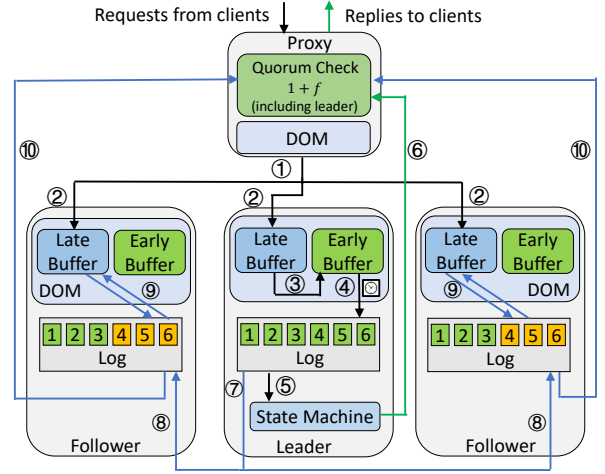 Requests from clients
Replies to clients
Proxy
Quorum Check
1 + f
(including leader)
DOM
①
⑥
⑩
⑩
②
②
②
Late
Buffer
Early
Buffer
DOM
⑨
1 2 3 4 5 6
Log
⑧
Follower
Late
Buffer
Early
Buffer
③
④
1 2 3 4 5 6
Log
⑦
⑤
State Machine
Leader
Late
Buffer
Early
Buffer
⑨
DOM
1 2 3 4 5 6
Log
⑧
Follower